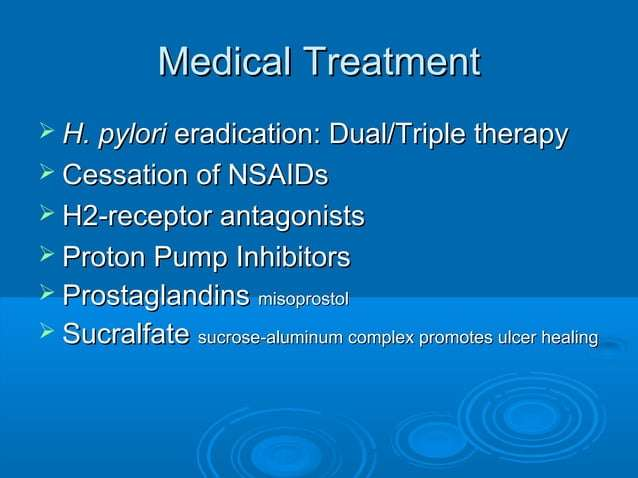 Medical Treatment
H. pylori eradication: Dual/Triple therapy
Cessation of NSAIDs
H2-receptor antagonists
Proton Pump Inhibitors
Prostaglandins misoprostol
Sucralfate sucrose-aluminum complex promotes ulcer healing